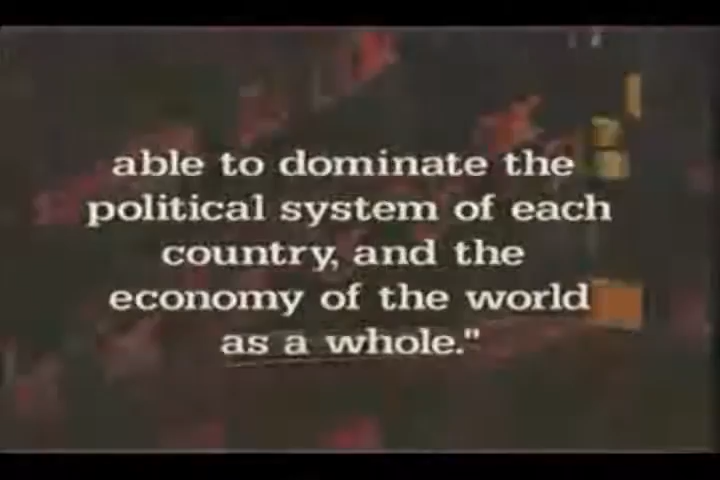 able to dominate the
political system of each
country, and the
economy of the world
as a whole."